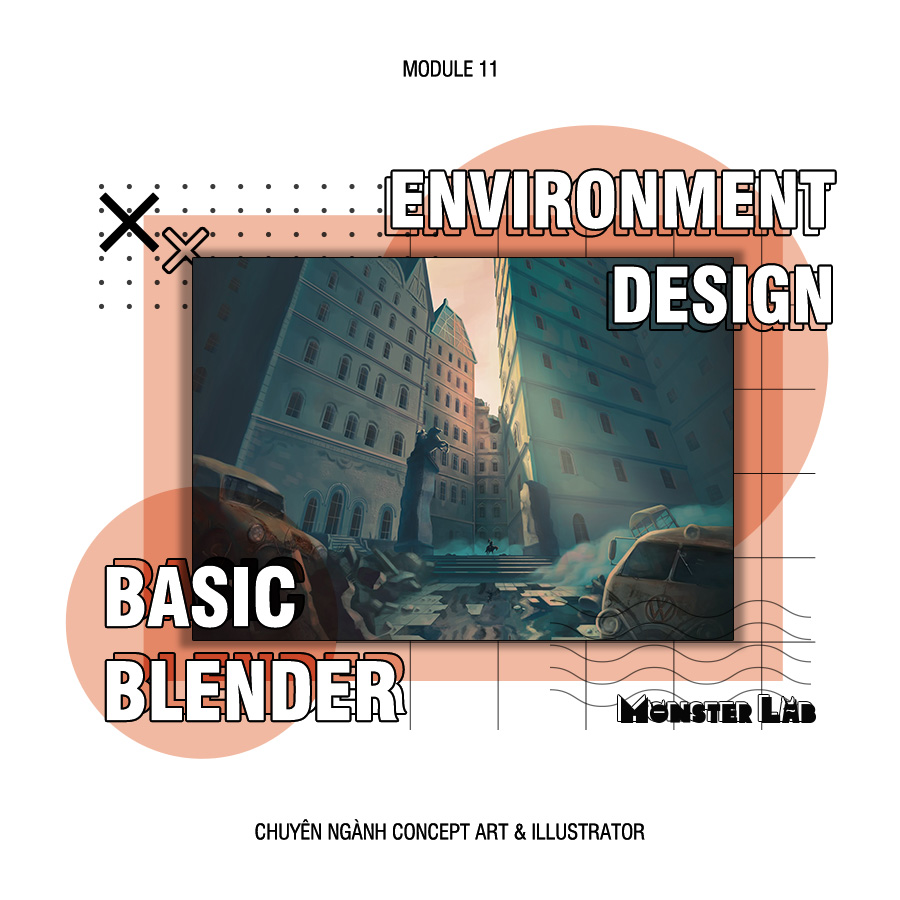 MODULE 11
ENVIRONMENT
DESIGN
BASIC
BLENDER
MONSTER LAB
CHUYÊN NGÀNH CONCEPT ART & ILLUSTRATOR